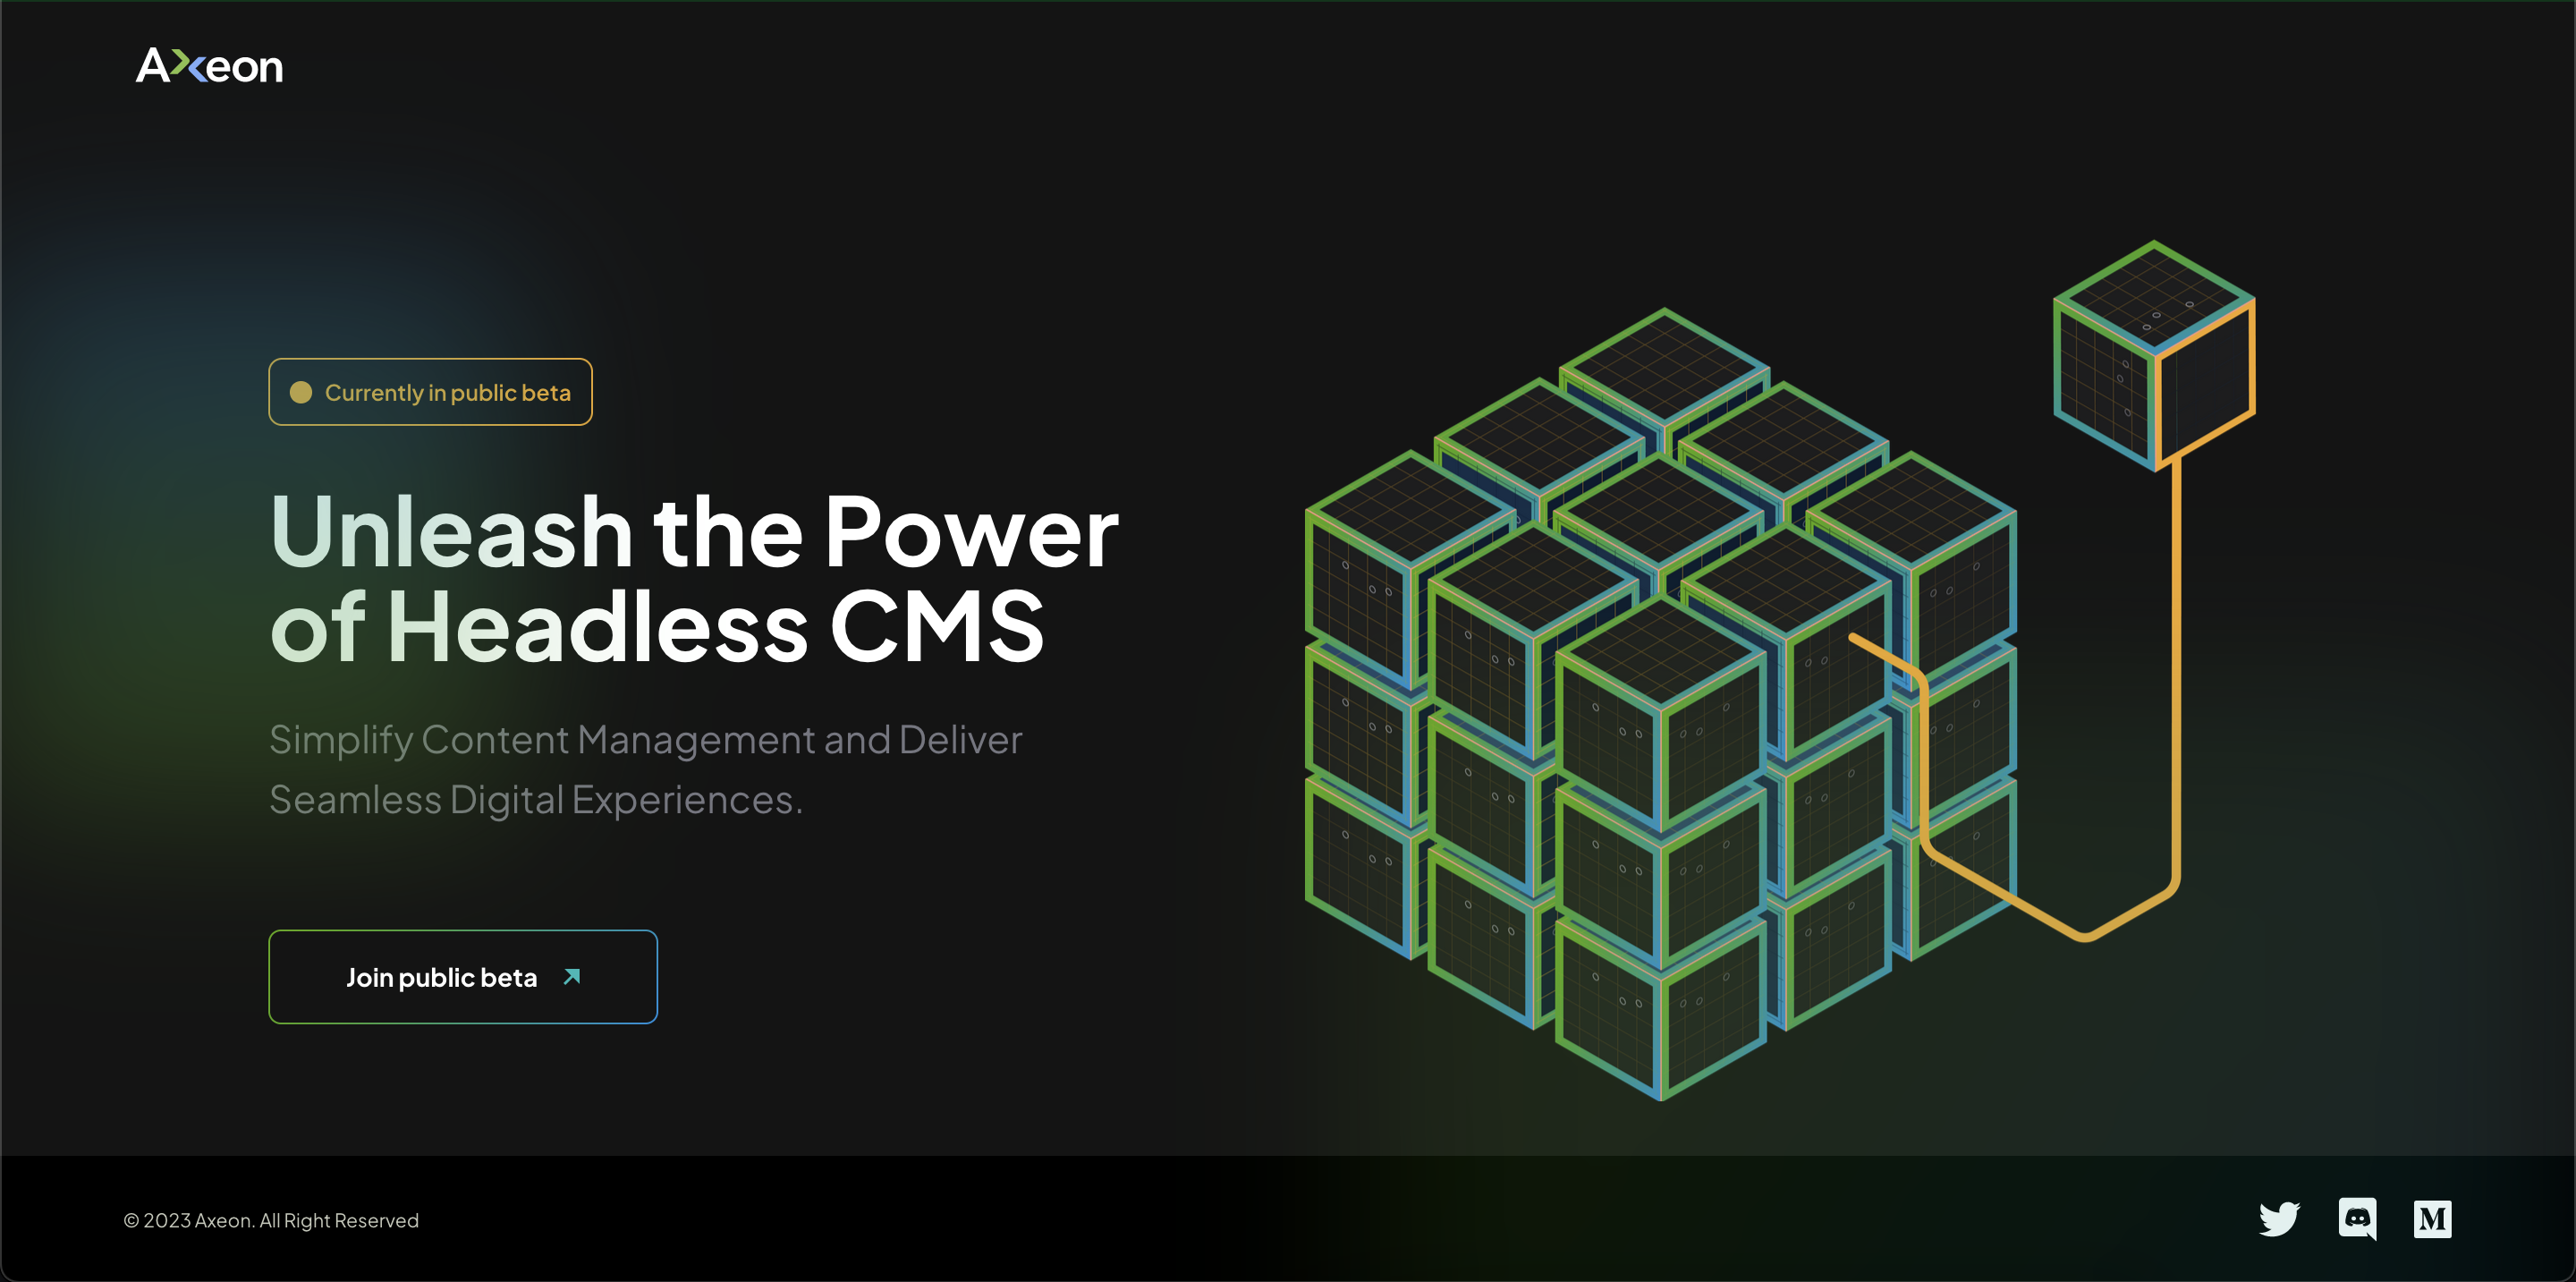 Axeon
Currently in public beta
Unleash the Power
of Headless CMS
Simplify Content Management and Deliver
Seamless Digital Experiences.
Join public beta
© 2023 Axeon. All Right Reserved
M